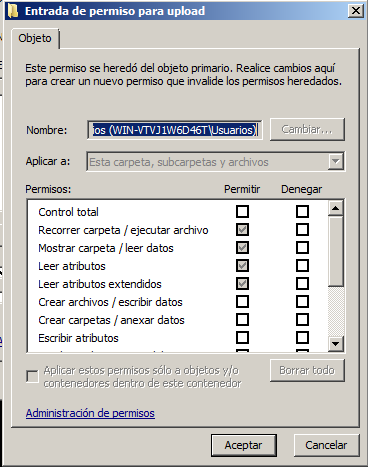 Entrada de permiso para upload
Objeto
Este permiso se heredó del objeto primario. Realice cambios aquí
para crear un nuevo permiso que invalide los permisos heredados.
Nombre: ios (WIN-VTVJ1W6D46T\Usuarios) Cambiar...
Aplicar a: Esta carpeta, subcarpetas y archivos
Permisos: Permitir Denegar
Control total
Recorrer carpeta / ejecutar archivo
Mostrar carpeta / leer datos
Leer atributos
Leer atributos extendidos
Crear archivos / escribir datos
Crear carpetas / anexar datos
Escribir atributos
Aplicar estos permisos sólo a objetos y/o
contenedores dentro de este contenedor
Borrar todo
Administración de permisos
Aceptar Cancelar